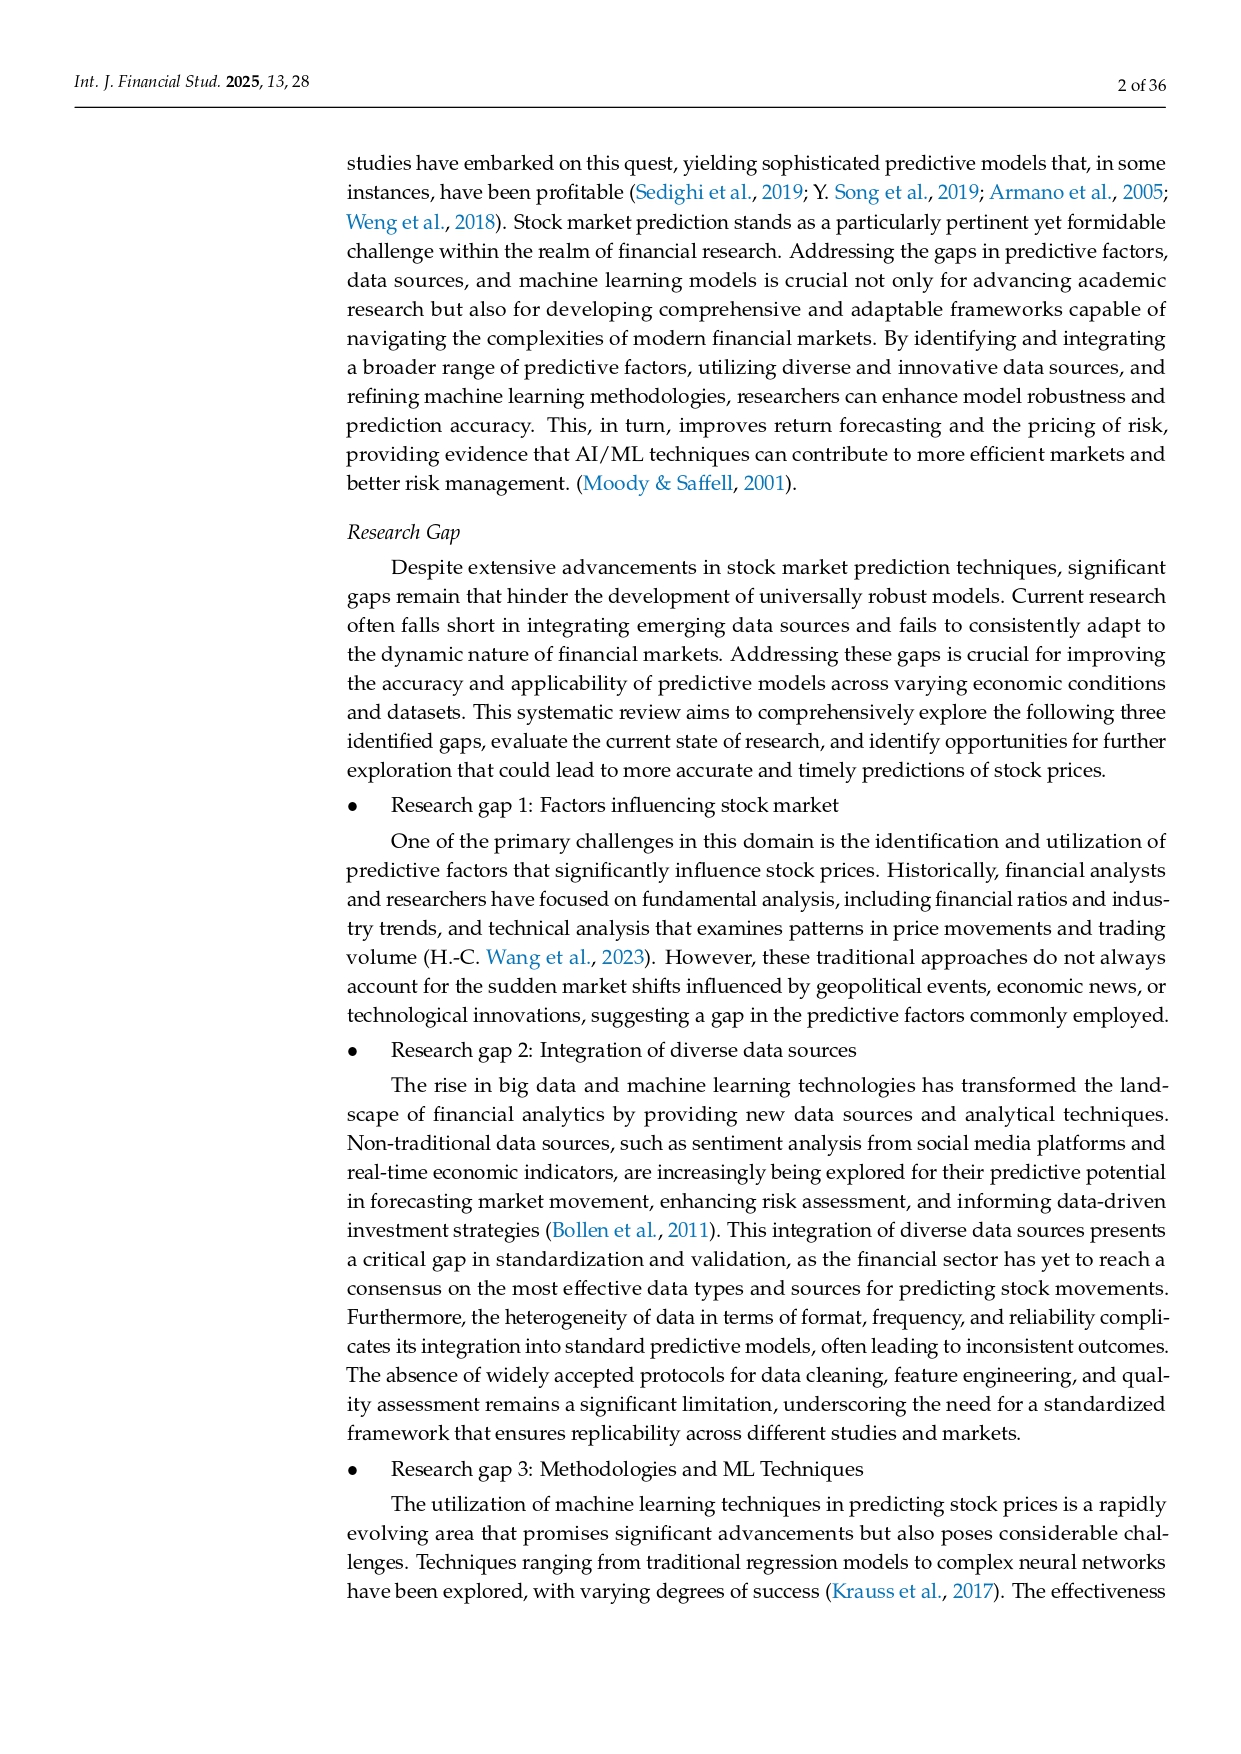 Int. J. Financial Stud. 2025, 13, 28
2 of 36
studies have embarked on this quest, yielding sophisticated predictive models that, in some
instances, have been profitable (Sedighi et al., 2019; Y. Song et al., 2019; Armano et al., 2005;
Weng et al., 2018). Stock market prediction stands as a particularly pertinent yet formidable
challenge within the realm of financial research. Addressing the gaps in predictive factors,
data sources, and machine learning models is crucial not only for advancing academic
research but also for developing comprehensive and adaptable frameworks capable of
navigating the complexities of modern financial markets. By identifying and integrating
a broader range of predictive factors, utilizing diverse and innovative data sources, and
refining machine learning methodologies, researchers can enhance model robustness and
prediction accuracy. This, in turn, improves return forecasting and the pricing of risk,
providing evidence that AI/ML techniques can contribute to more efficient markets and
better risk management. (Moody & Saffell, 2001).
Research Gap
Despite extensive advancements in stock market prediction techniques, significant
gaps remain that hinder the development of universally robust models. Current research
often falls short in integrating emerging data sources and fails to consistently adapt to
the dynamic nature of financial markets. Addressing these gaps is crucial for improving
the accuracy and applicability of predictive models across varying economic conditions
and datasets. This systematic review aims to comprehensively explore the following three
identified gaps, evaluate the current state of research, and identify opportunities for further
exploration that could lead to more accurate and timely predictions of stock prices.
• Research gap 1: Factors influencing stock market
One of the primary challenges in this domain is the identification and utilization of
predictive factors that significantly influence stock prices. Historically, financial analysts
and researchers have focused on fundamental analysis, including financial ratios and indus-
try trends, and technical analysis that examines patterns in price movements and trading
volume (H.-C. Wang et al., 2023). However, these traditional approaches do not always
account for the sudden market shifts influenced by geopolitical events, economic news, or
technological innovations, suggesting a gap in the predictive factors commonly employed.
• Research gap 2: Integration of diverse data sources
The rise in big data and machine learning technologies has transformed the land-
scape of financial analytics by providing new data sources and analytical techniques.
Non-traditional data sources, such as sentiment analysis from social media platforms and
real-time economic indicators, are increasingly being explored for their predictive potential
in forecasting market movement, enhancing risk assessment, and informing data-driven
investment strategies (Bollen et al., 2011). This integration of diverse data sources presents
a critical gap in standardization and validation, as the financial sector has yet to reach a
consensus on the most effective data types and sources for predicting stock movements.
Furthermore, the heterogeneity of data in terms of format, frequency, and reliability compli-
cates its integration into standard predictive models, often leading to inconsistent outcomes.
The absence of widely accepted protocols for data cleaning, feature engineering, and qual-
ity assessment remains a significant limitation, underscoring the need for a standardized
framework that ensures replicability across different studies and markets.
• Research gap 3: Methodologies and ML Techniques
The utilization of machine learning techniques in predicting stock prices is a rapidly
evolving area that promises significant advancements but also poses considerable chal-
lenges. Techniques ranging from traditional regression models to complex neural networks
have been explored, with varying degrees of success (Krauss et al., 2017). The effectiveness